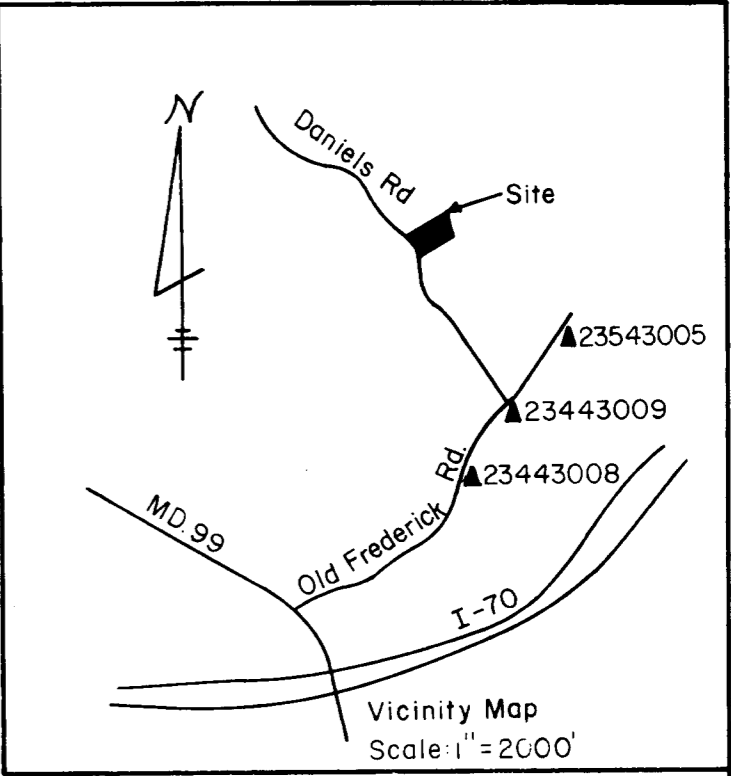 N
Daniels Rd
Site
23543005
23443009
23443008
MD. 99
Old Frederick Rd.
I-70
Vicinity Map
Scale: 1" = 2000'